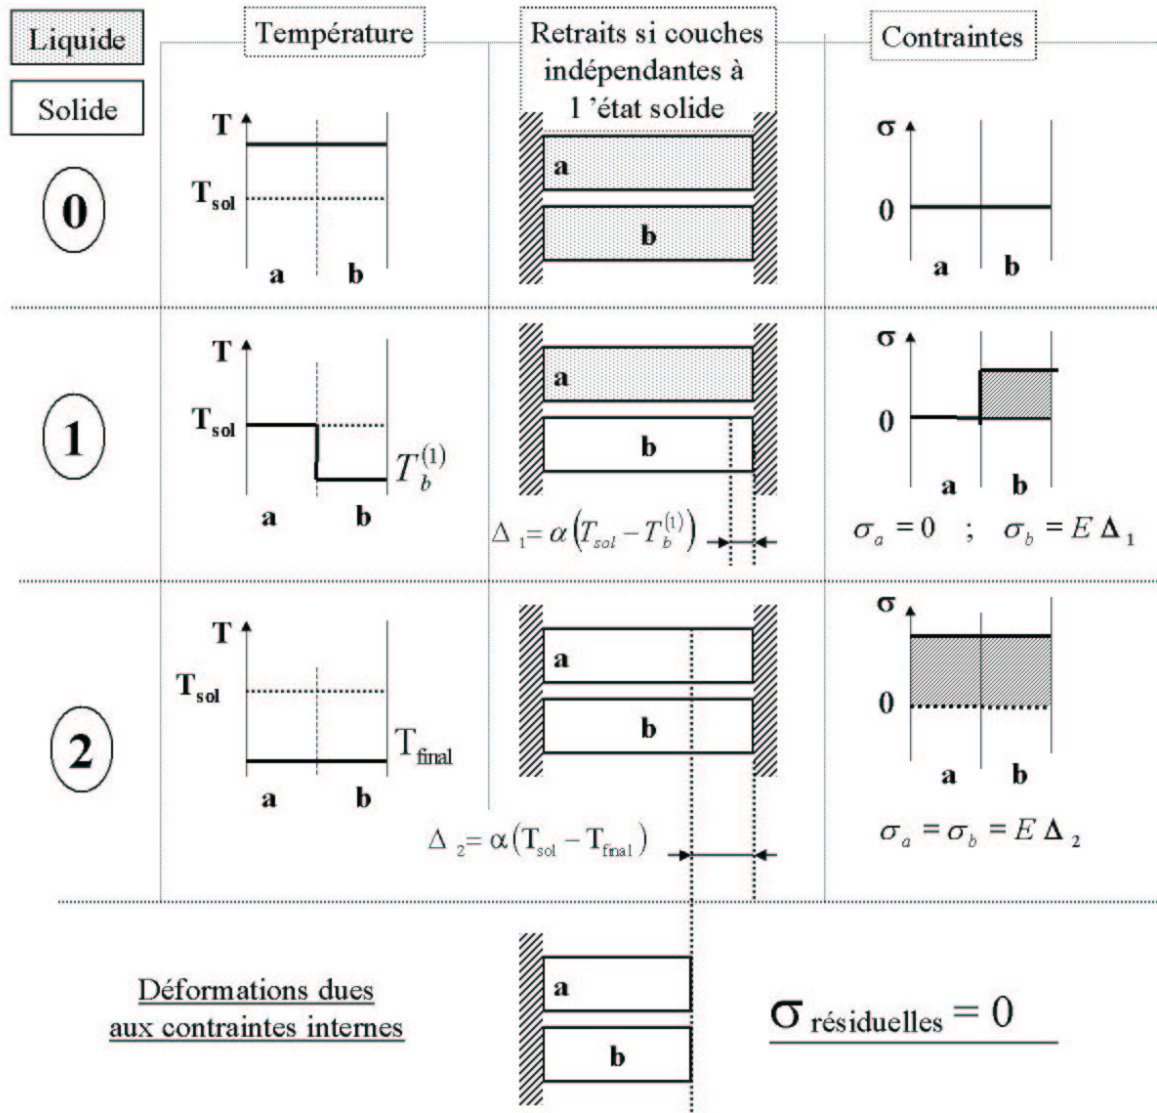 Liquide
Solide
Température
Retraits si couches
indépendantes à
l ’état solide
Contraintes
0
T
T_sol
a b
a
b
σ
0
a b
1
T
T_sol
T_b^(1)
a b
a
b
Δ_1 = α(T_sol − T_b^(1))
σ
0
a b
σ_a = 0 ; σ_b = E Δ_1
2
T
T_sol
T_final
a b
a
b
Δ_2 = α(T_sol − T_final)
σ
0
a b
σ_a = σ_b = E Δ_2
Déformations dues
aux contraintes internes
a
b
σ résiduelles = 0